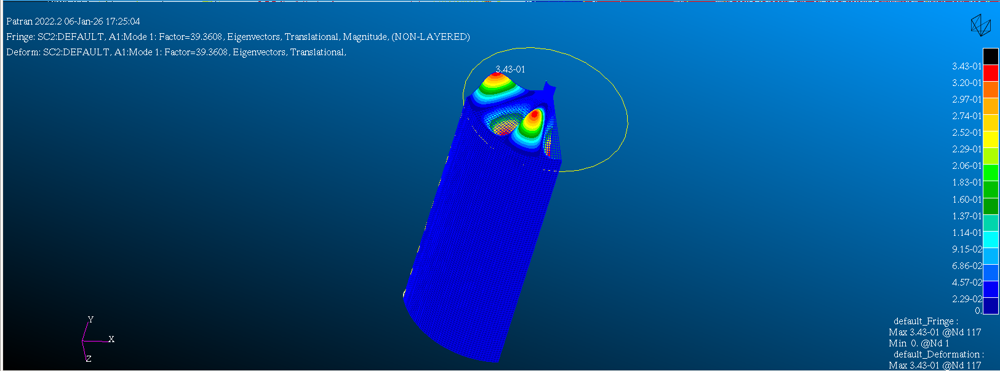 Patran 2022.2 06-Jan-26 17:25:04
Fringe: SC2:DEFAULT, A1:Mode 1: Factor=39.3608, Eigenvectors, Translational, Magnitude, (NON-LAYERED)
Deform: SC2:DEFAULT, A1:Mode 1: Factor=39.3608, Eigenvectors, Translational,
3.43-01
3.43-01
3.20-01
2.97-01
2.74-01
2.52-01
2.29-01
2.06-01
1.83-01
1.60-01
1.37-01
1.14-01
9.15-02
6.86-02
4.57-02
2.29-02
0.
Y
X
Z
default_Fringe :
Max 3.43-01 @Nd 117
Min 0. @Nd 1
default_Deformation :
Max 3.43-01 @Nd 117